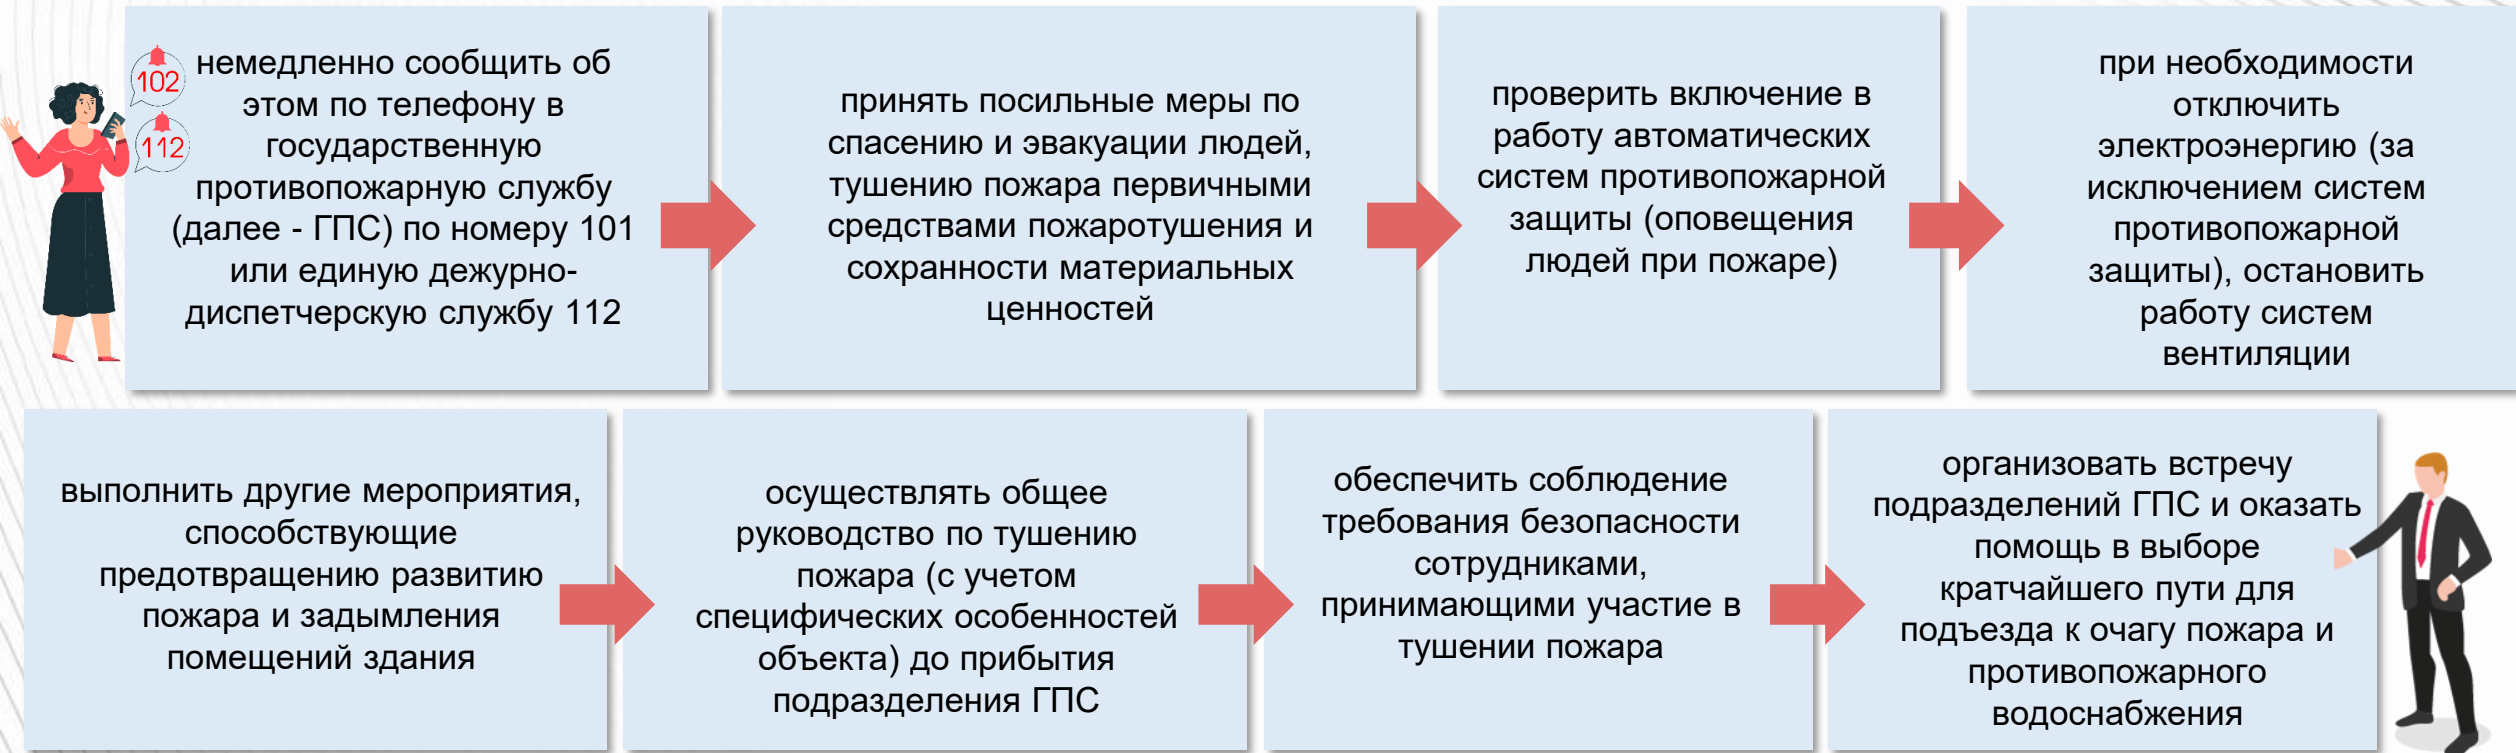 102
112
немедленно сообщить об
этом по телефону в
государственную
противопожарную службу
(далее - ГПС) по номеру 101
или единую дежурно-
диспетчерскую службу 112
принять посильные меры по
спасению и эвакуации людей,
тушению пожара первичными
средствами пожаротушения и
сохранности материальных
ценностей
проверить включение в
работу автоматических
систем противопожарной
защиты (оповещения
людей при пожаре)
при необходимости
отключить
электроэнергию (за
исключением систем
противопожарной
защиты), остановить
работу систем
вентиляции
выполнить другие мероприятия,
способствующие
предотвращению развитию
пожара и задымления
помещений здания
осуществлять общее
руководство по тушению
пожара (с учетом
специфических особенностей
объекта) до прибытия
подразделения ГПС
обеспечить соблюдение
требования безопасности
сотрудниками,
принимающими участие в
тушении пожара
организовать встречу
подразделений ГПС и оказать
помощь в выборе
кратчайшего пути для
подъезда к очагу пожара и
противопожарного
водоснабжения